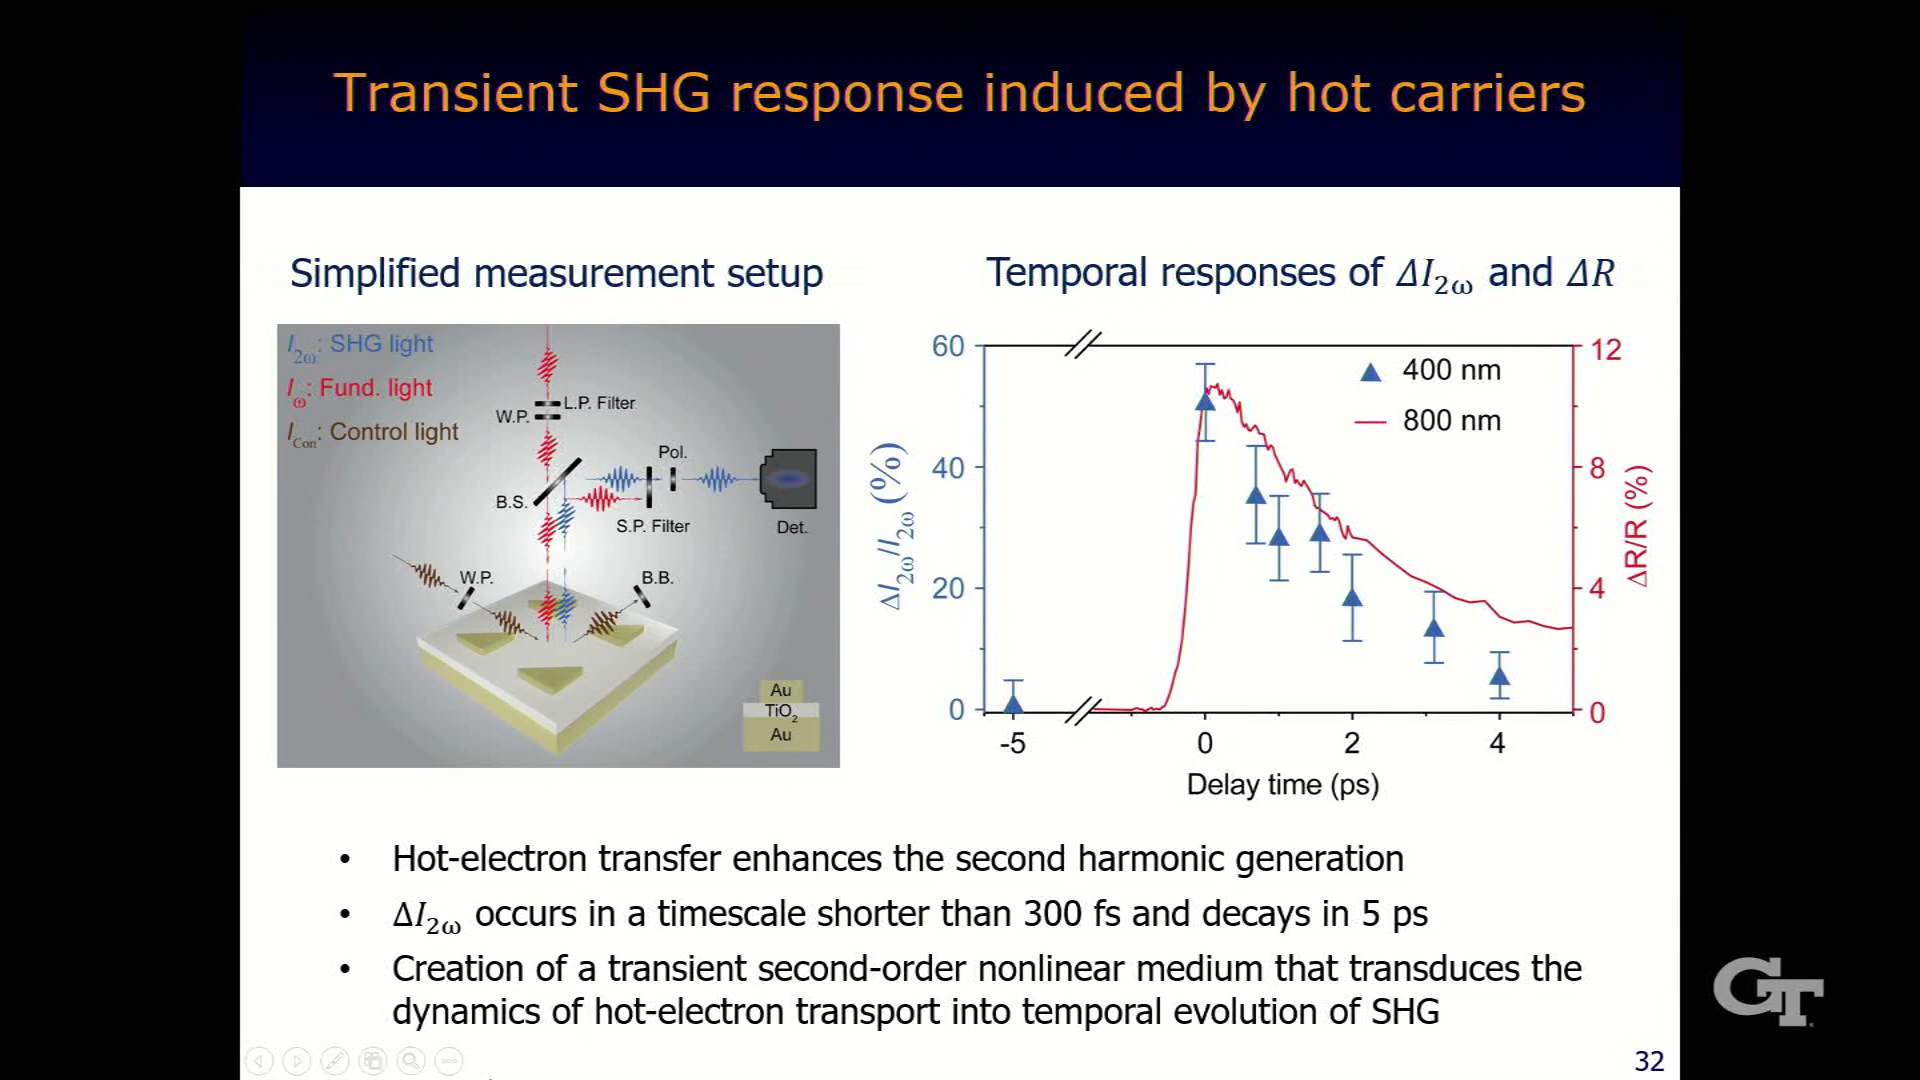 Transient SHG response induced by hot carriers
Simplified measurement setup
I2ω: SHG light
Iω: Fund. light
ICon: Control light
L.P. Filter
W.P.
Pol.
B.S.
S.P. Filter
Det.
W.P.
B.B.
Au
TiO2
Au
Temporal responses of ΔI2ω and ΔR
60
40
20
0
ΔI2ω/I2ω (%)
400 nm
800 nm
12
8
4
0
ΔR/R (%)
-5
0
2
4
Delay time (ps)
• Hot-electron transfer enhances the second harmonic generation
• ΔI2ω occurs in a timescale shorter than 300 fs and decays in 5 ps
• Creation of a transient second-order nonlinear medium that transduces the
dynamics of hot-electron transport into temporal evolution of SHG
GT
32